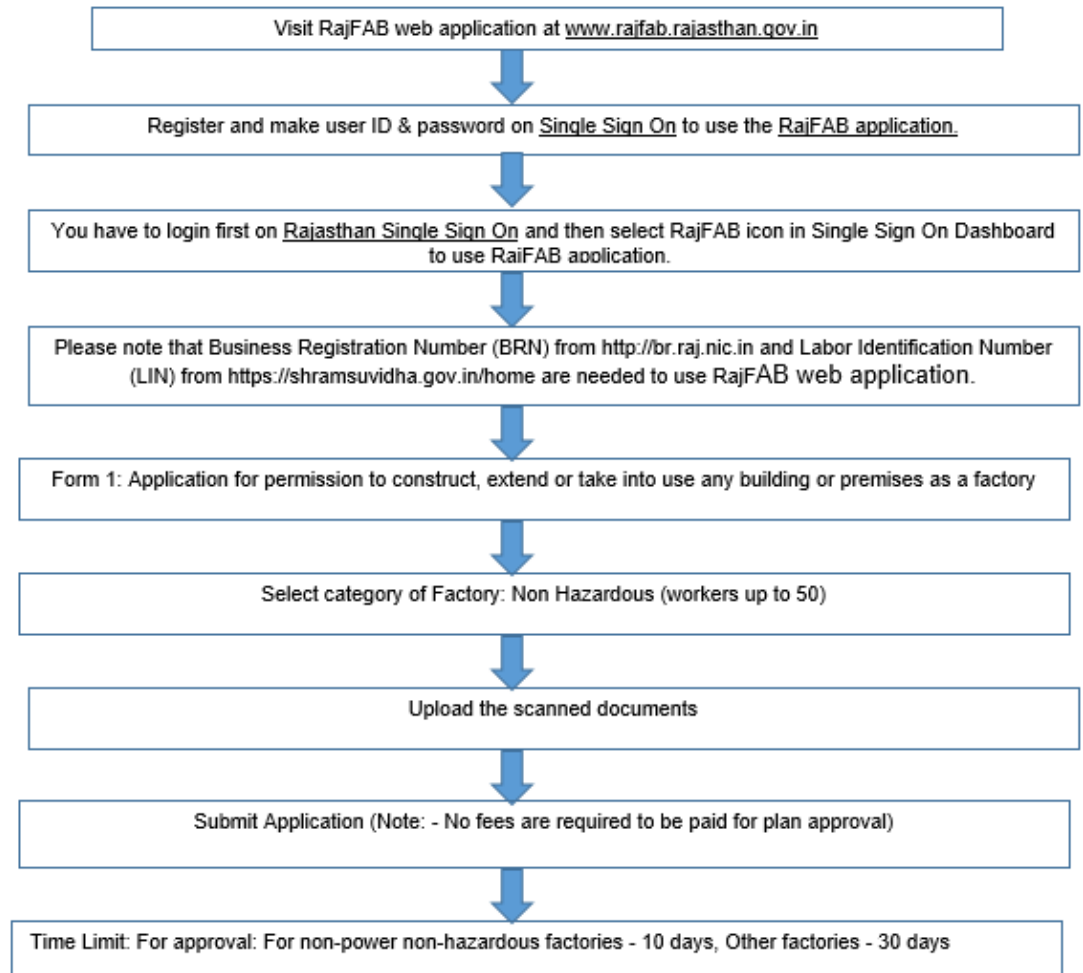 Visit RajFAB web application at www.rajfab.rajasthan.gov.in
Register and make user ID & password on Single Sign On to use the RajFAB application.
You have to login first on Rajasthan Single Sign On and then select RajFAB icon in Single Sign On Dashboard
to use RajFAB application.
Please note that Business Registration Number (BRN) from http://br.raj.nic.in and Labor Identification Number
(LIN) from https://shramsuvidha.gov.in/home are needed to use RajFAB web application.
Form 1: Application for permission to construct, extend or take into use any building or premises as a factory
Select category of Factory: Non Hazardous (workers up to 50)
Upload the scanned documents
Submit Application (Note: - No fees are required to be paid for plan approval)
Time Limit: For approval: For non-power non-hazardous factories - 10 days, Other factories - 30 days